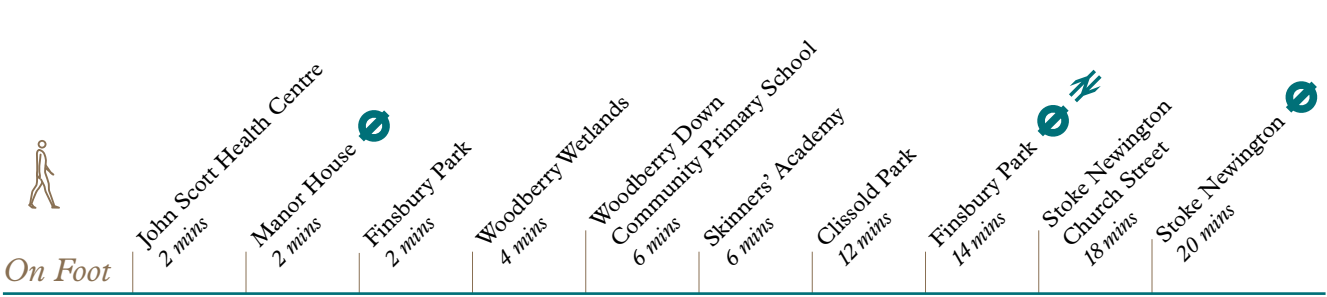 On Foot
John Scott Health Centre
2 mins
Manor House
2 mins
Finsbury Park
2 mins
Woodberry Wetlands
4 mins
Woodberry Down
Community Primary School
6 mins
Skinners’ Academy
6 mins
Clissold Park
12 mins
Finsbury Park
14 mins
Stoke Newington
Church Street
18 mins
Stoke Newington
20 mins